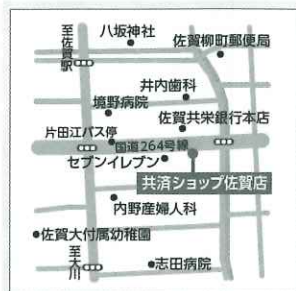 至佐賀駅
八坂神社
佐賀柳町郵便局
井内歯科
境野病院
佐賀共栄銀行本店
片田江バス停
国道264号線
セブンイレブン
共済ショップ佐賀店
内野産婦人科
佐賀大付属幼稚園
至大川
志田病院